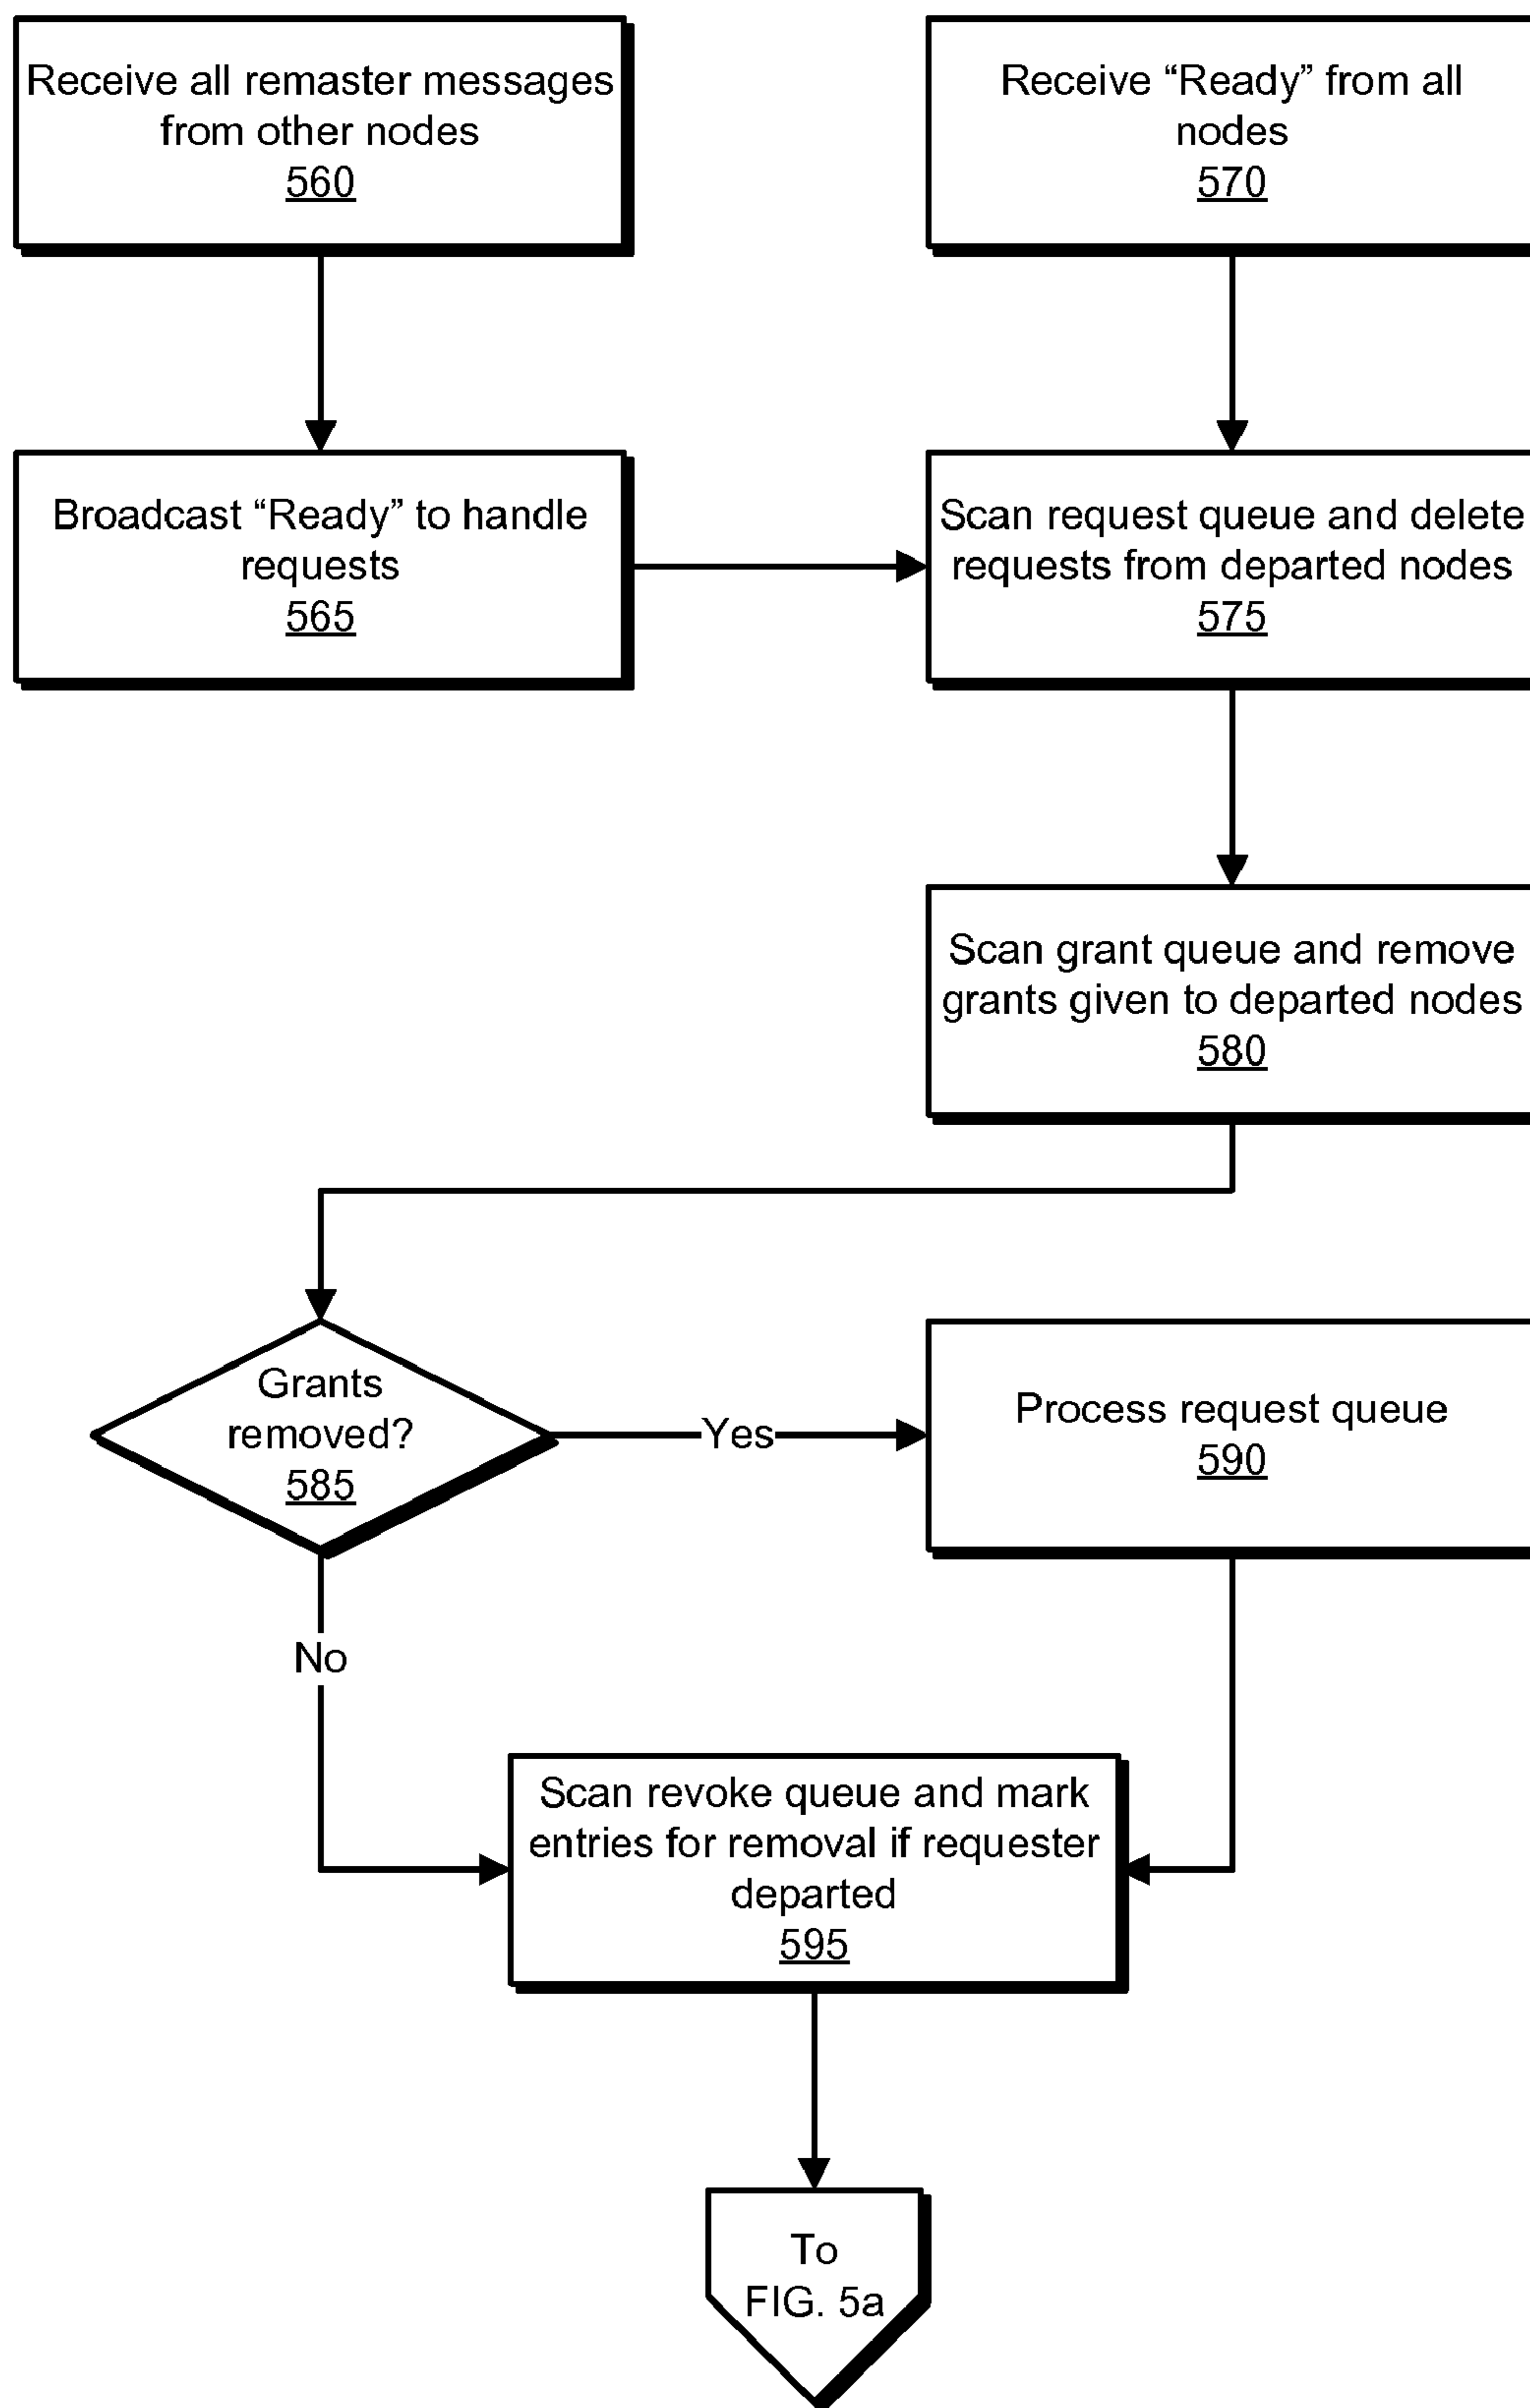 Receive all remaster messages
from other nodes
560
Receive “Ready” from all
nodes
570
Broadcast “Ready” to handle
requests
565
Scan request queue and delete
requests from departed nodes
575
Scan grant queue and remove
grants given to departed nodes
580
Grants
removed?
585
Yes
Process request queue
590
No
Scan revoke queue and mark
entries for removal if requester
departed
595
To
FIG. 5a